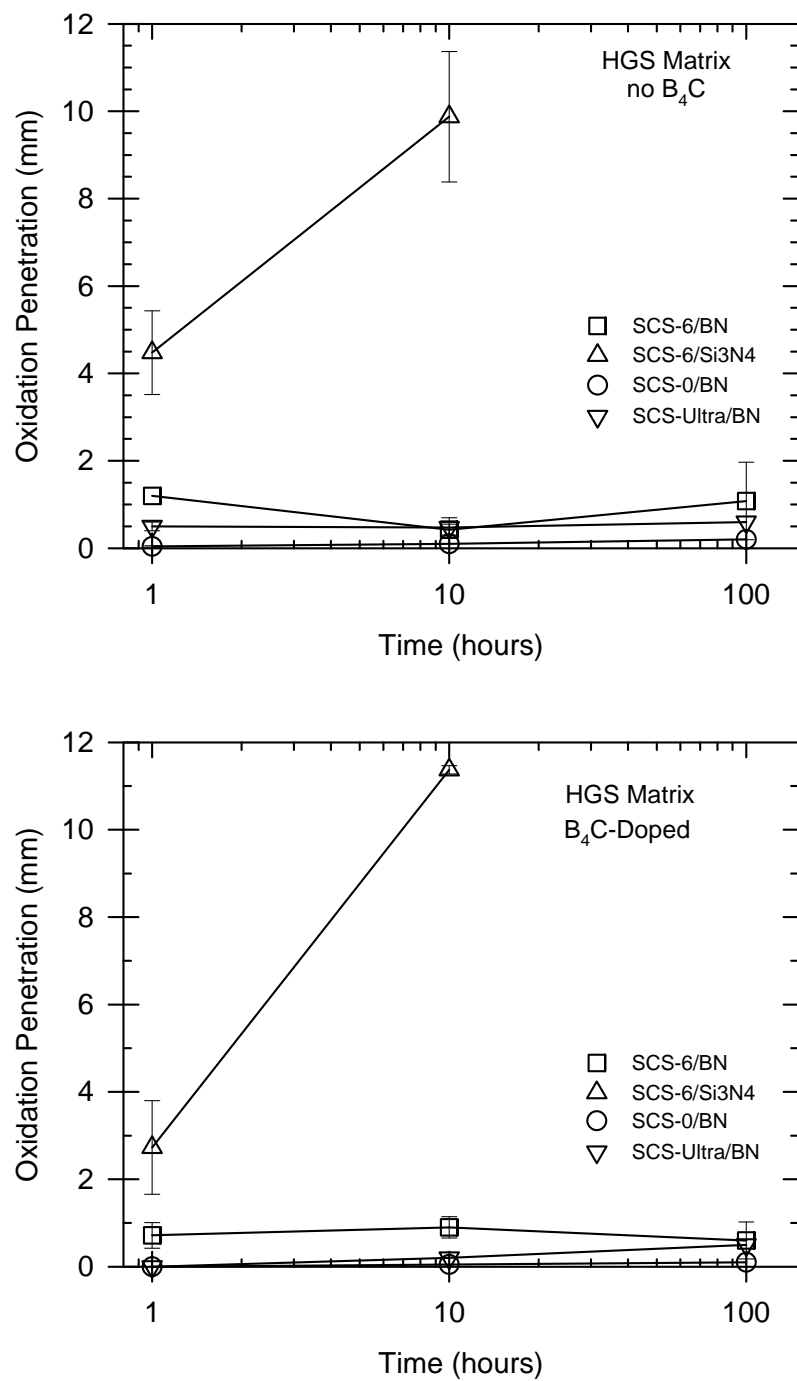 12
10
8
6
4
2
0
Oxidation Penetration (mm)
HGS Matrix
no B₄C
SCS-6/BN
SCS-6/Si3N4
SCS-0/BN
SCS-Ultra/BN
1 10 100
Time (hours)
12
10
8
6
4
2
0
Oxidation Penetration (mm)
HGS Matrix
B₄C-Doped
SCS-6/BN
SCS-6/Si3N4
SCS-0/BN
SCS-Ultra/BN
1 10 100
Time (hours)